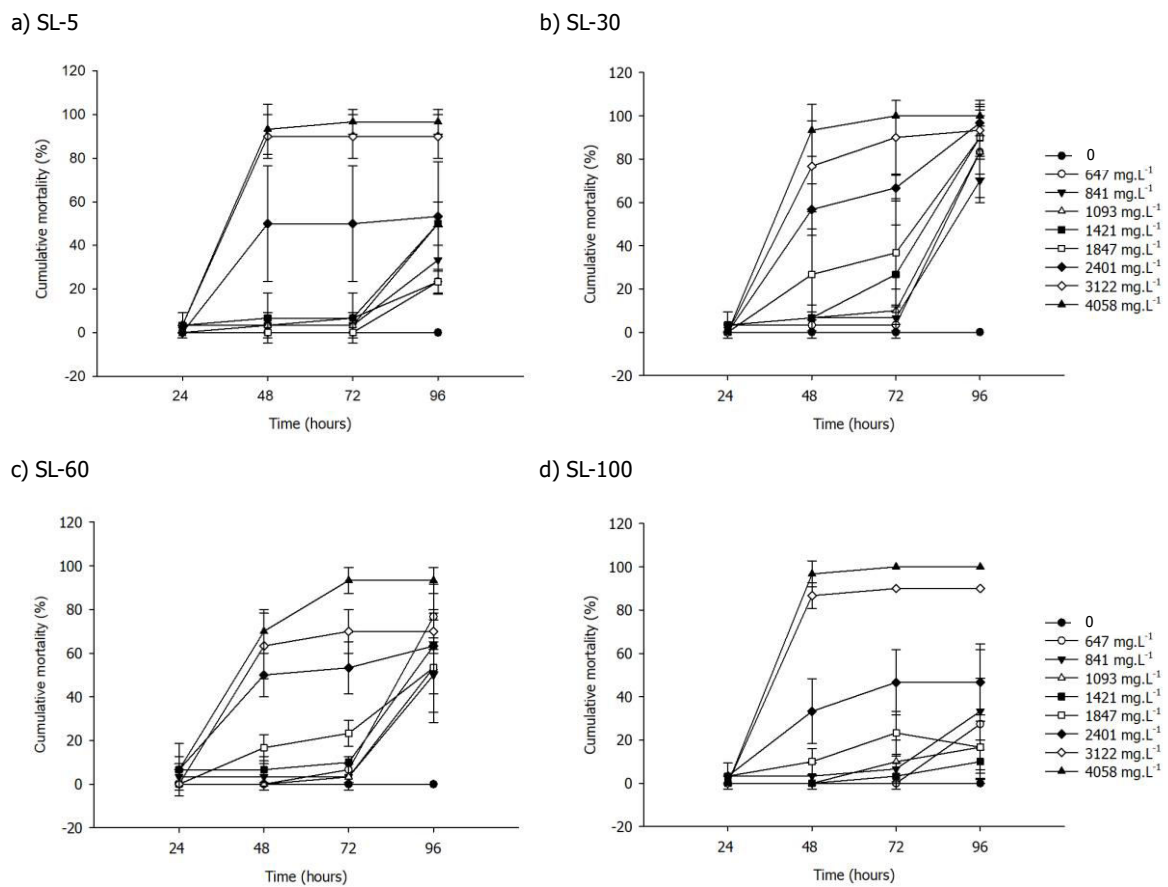 a) SL-5
b) SL-30
120
100
80
60
40
20
0
-20
Cumulative mortality (%)
24
48
72
96
Time (hours)
120
100
80
60
40
20
0
-20
Cumulative mortality (%)
24
48
72
96
Time (hours)
0
647 mg.L⁻¹
841 mg.L⁻¹
1093 mg.L⁻¹
1421 mg.L⁻¹
1847 mg.L⁻¹
2401 mg.L⁻¹
3122 mg.L⁻¹
4058 mg.L⁻¹
c) SL-60
d) SL-100
120
100
80
60
40
20
0
-20
Cumulative mortality (%)
24
48
72
96
Time (hours)
120
100
80
60
40
20
0
-20
Cumulative mortality (%)
24
48
72
96
Time (hours)
0
647 mg.L⁻¹
841 mg.L⁻¹
1093 mg.L⁻¹
1421 mg.L⁻¹
1847 mg.L⁻¹
2401 mg.L⁻¹
3122 mg.L⁻¹
4058 mg.L⁻¹